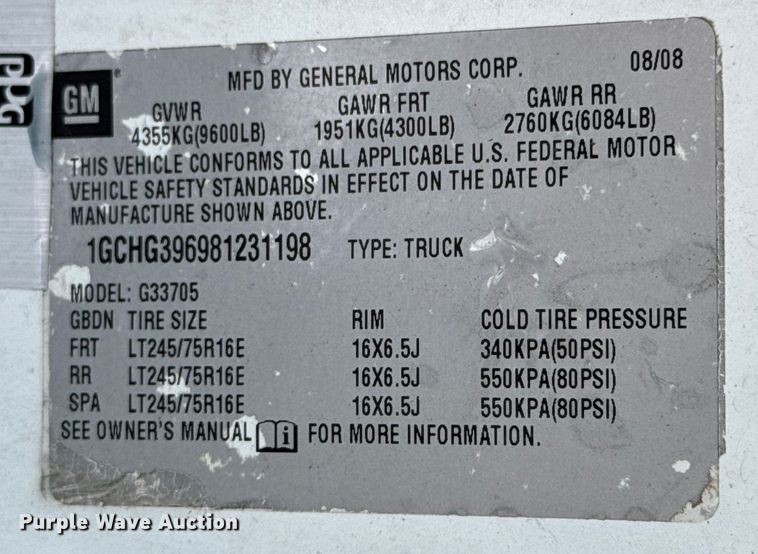 PPG
MFD BY GENERAL MOTORS CORP. 08/08
GM
GVWR GAWR FRT GAWR RR
4355KG(9600LB) 1951KG(4300LB) 2760KG(6084LB)
THIS VEHICLE CONFORMS TO ALL APPLICABLE U.S. FEDERAL MOTOR
VEHICLE SAFETY STANDARDS IN EFFECT ON THE DATE OF
MANUFACTURE SHOWN ABOVE.
1GCHG396981231198 TYPE: TRUCK
MODEL: G33705
GBDN TIRE SIZE RIM COLD TIRE PRESSURE
FRT LT245/75R16E 16X6.5J 340KPA(50PSI)
RR LT245/75R16E 16X6.5J 550KPA(80PSI)
SPA LT245/75R16E 16X6.5J 550KPA(80PSI)
SEE OWNER'S MANUAL i FOR MORE INFORMATION.
Purple Wave Auction